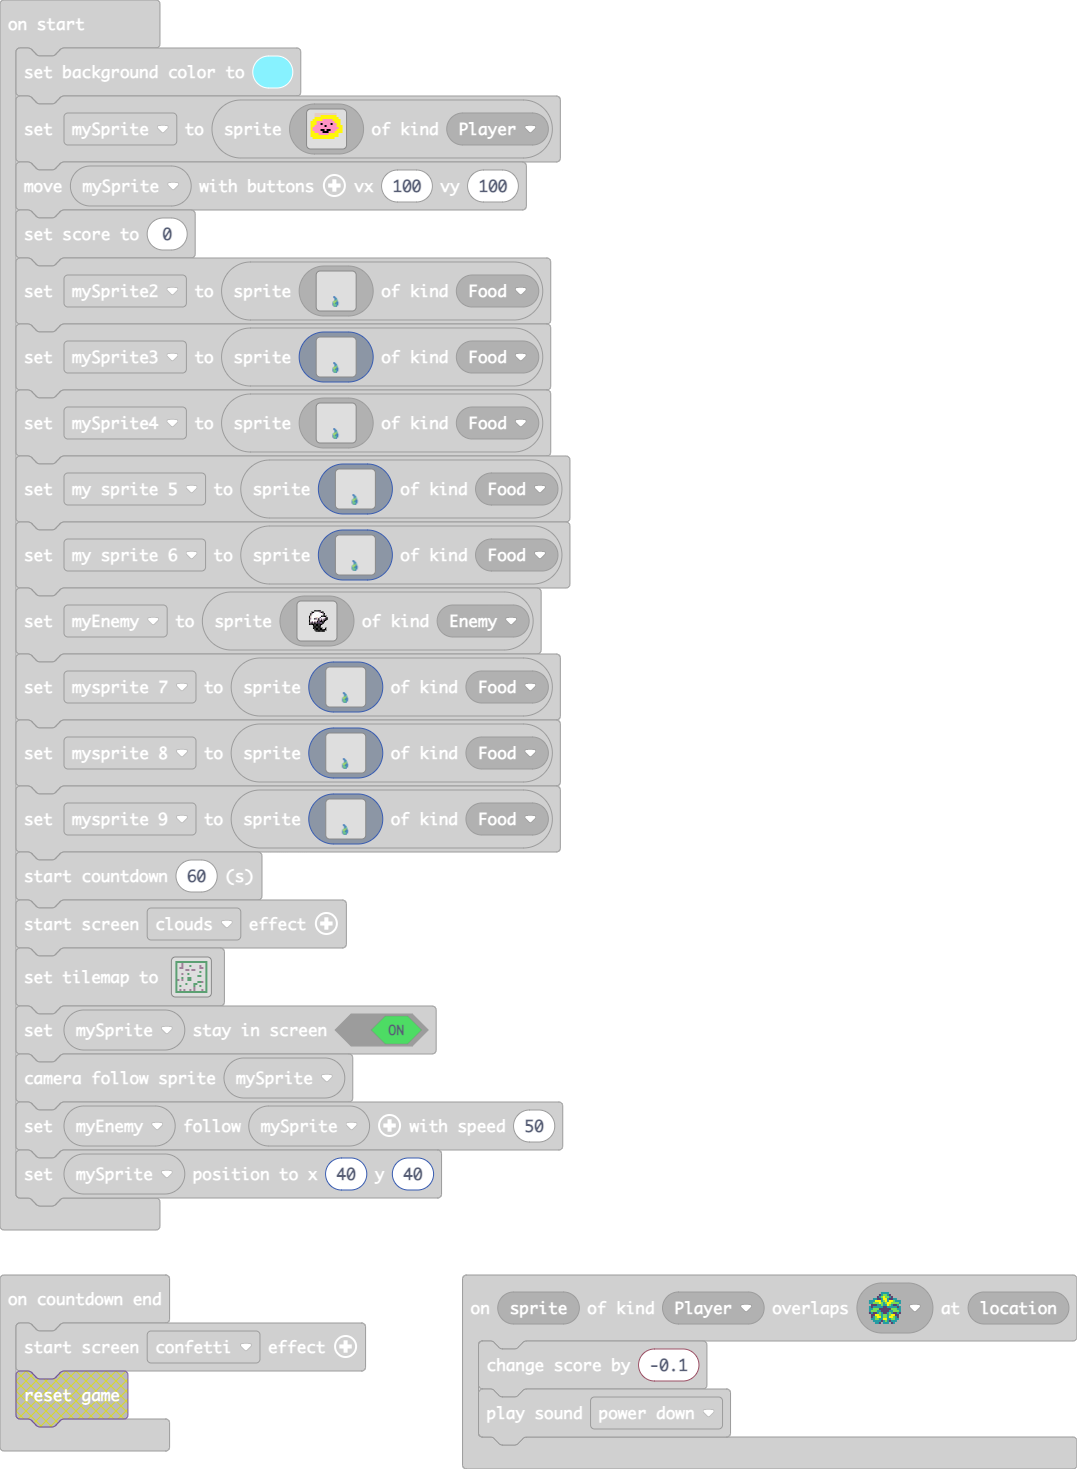 on start
set background color to
set mySprite to sprite of kind Player
move mySprite with buttons vx 100 vy 100
set score to 0
set mySprite2 to sprite of kind Food
set mySprite3 to sprite of kind Food
set mySprite4 to sprite of kind Food
set my sprite 5 to sprite of kind Food
set my sprite 6 to sprite of kind Food
set myEnemy to sprite of kind Enemy
set mysprite 7 to sprite of kind Food
set mysprite 8 to sprite of kind Food
set mysprite 9 to sprite of kind Food
start countdown 60 (s)
start screen clouds effect
set tilemap to
set mySprite stay in screen ON
camera follow sprite mySprite
set myEnemy follow mySprite with speed 50
set mySprite position to x 40 y 40
on countdown end
start screen confetti effect
reset game
on sprite of kind Player overlaps at location
change score by -0.1
play sound power down